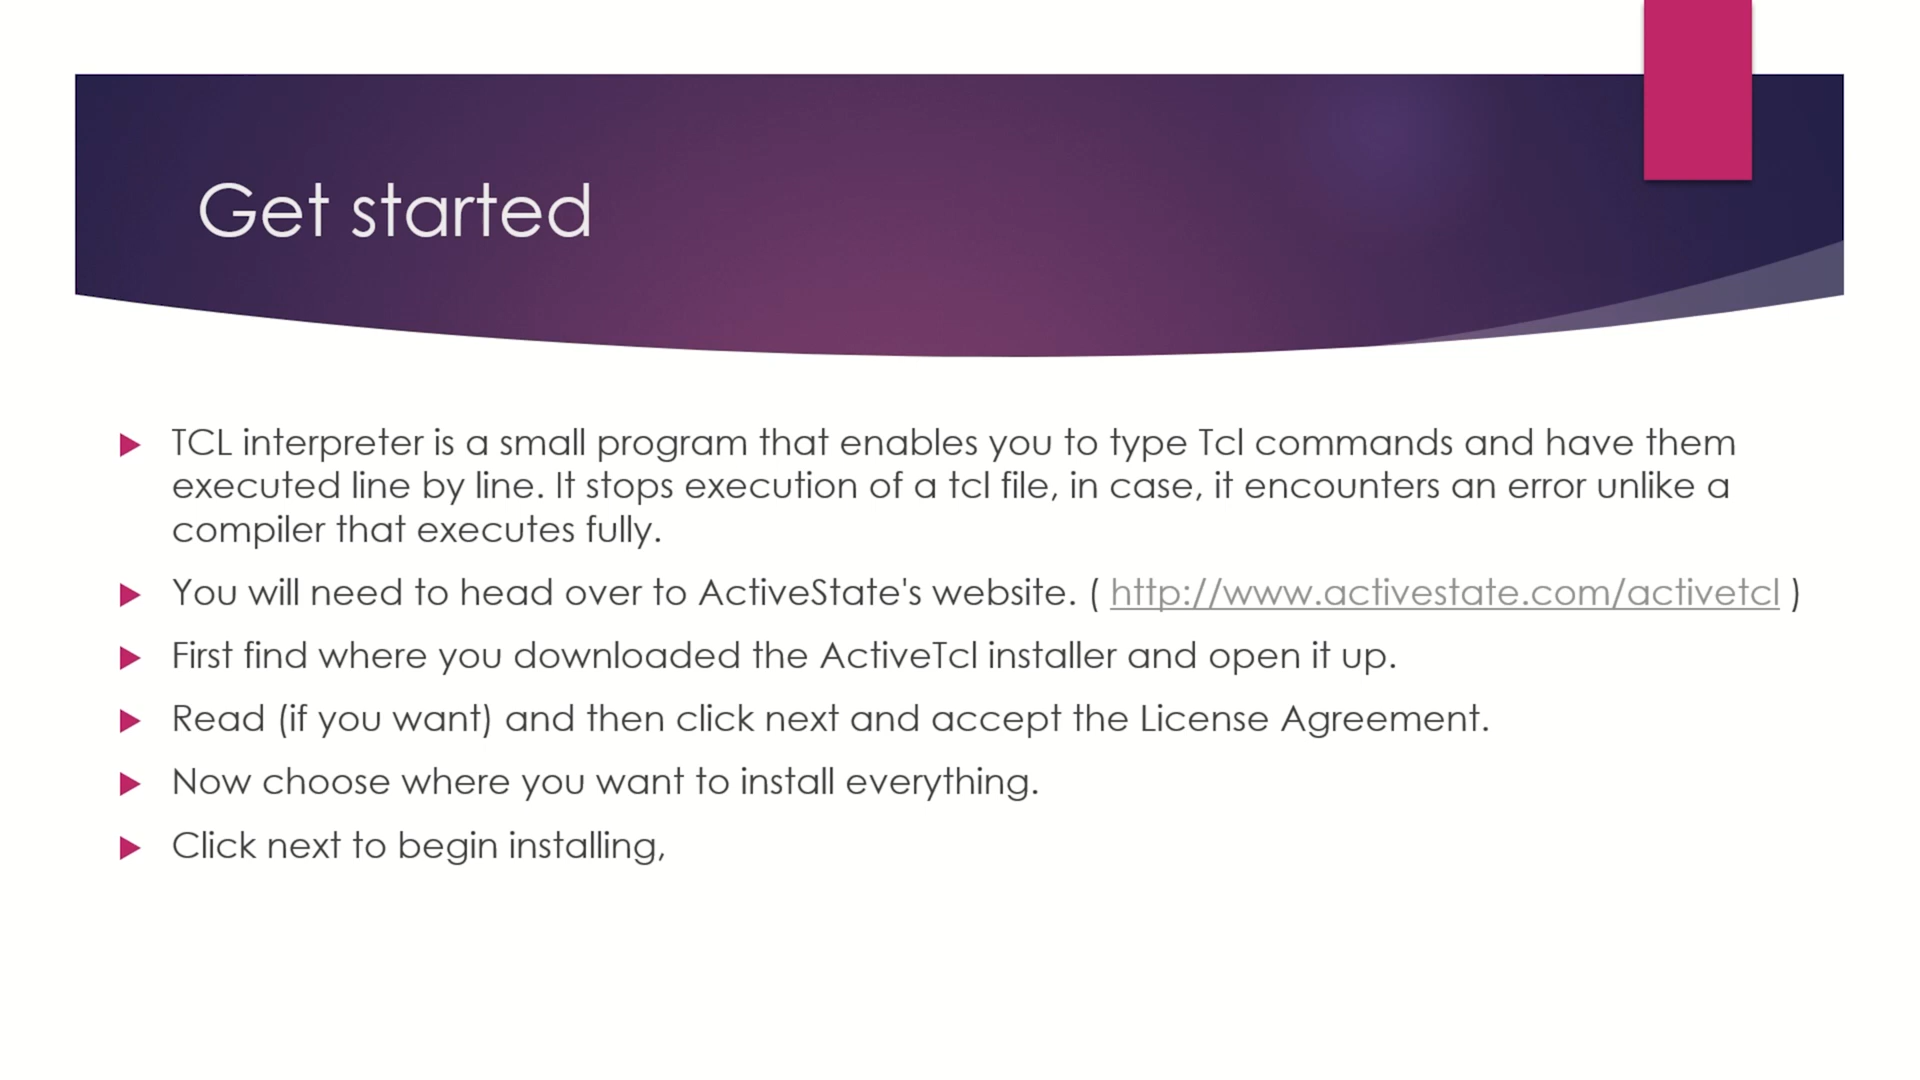 Get started
TCL interpreter is a small program that enables you to type Tcl commands and have them
executed line by line. It stops execution of a tcl file, in case, it encounters an error unlike a
compiler that executes fully.
You will need to head over to ActiveState's website. ( http://www.activestate.com/activetcl )
First find where you downloaded the ActiveTcl installer and open it up.
Read (if you want) and then click next and accept the License Agreement.
Now choose where you want to install everything.
Click next to begin installing,